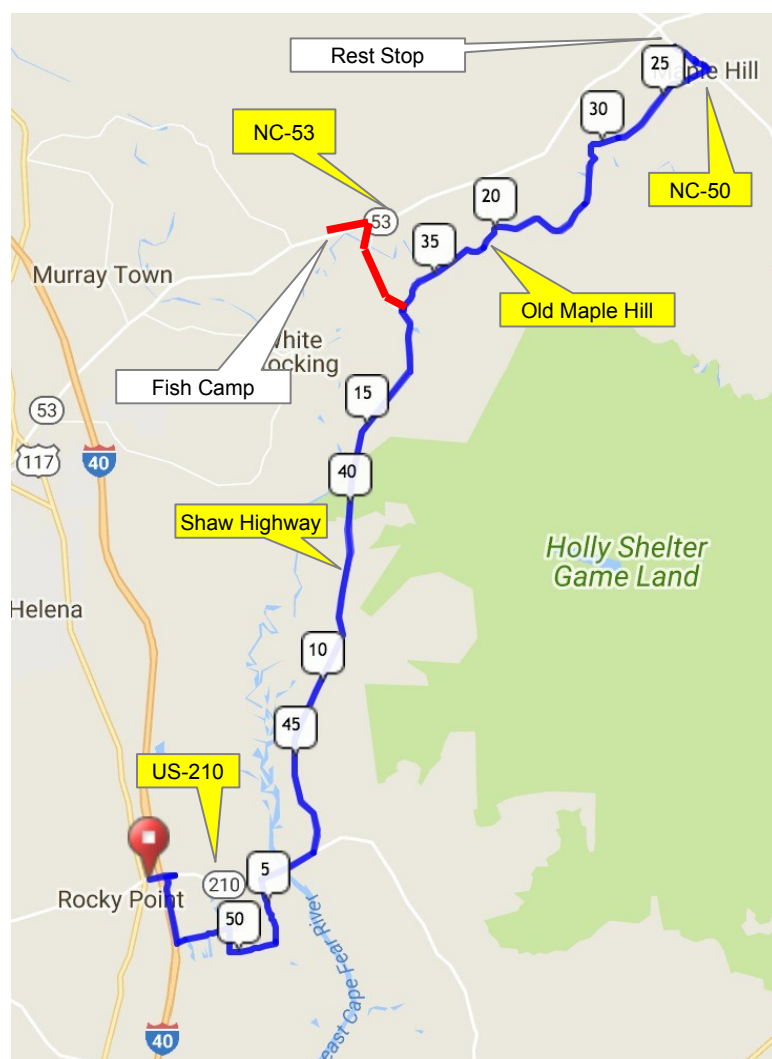 Rest Stop
25
Maple Hill
30
NC-53
NC-50
20
53
35
Murray Town
Old Maple Hill
White
ocking
Fish Camp
15
53
117
40
40
Shaw Highway
Holly Shelter
Game Land
Helena
10
45
US-210
5
210
Rocky Point
50
east Cape Fear River
40